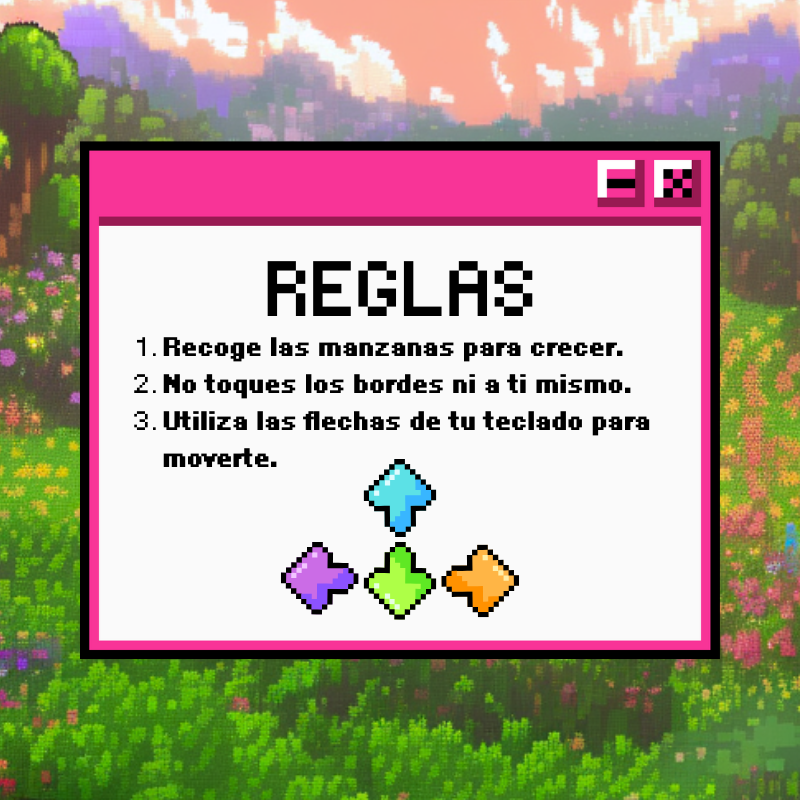 REGLAS
1. Recoge las manzanas para crecer.
2. No toques los bordes ni a ti mismo.
3. Utiliza las flechas de tu teclado para
moverte.